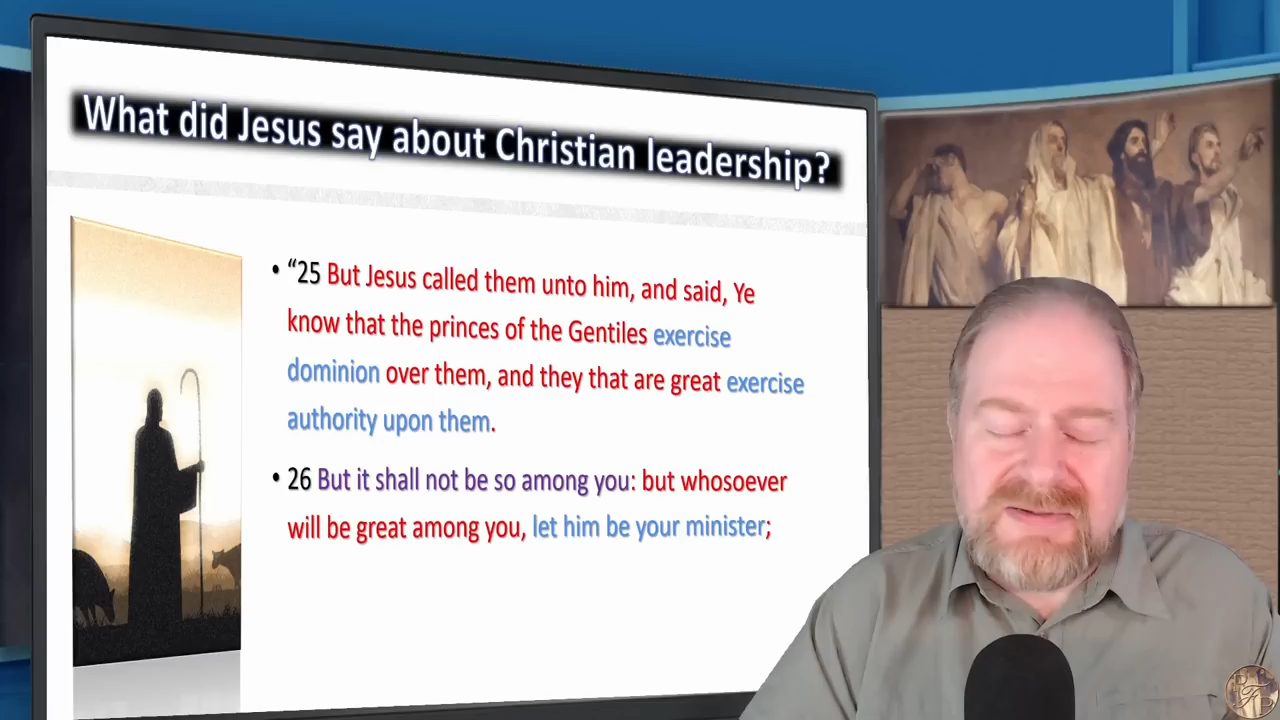 What did Jesus say about Christian leadership?
• “25 But Jesus called them unto him, and said, Ye
know that the princes of the Gentiles exercise
dominion over them, and they that are great exercise
authority upon them.
• 26 But it shall not be so among you: but whosoever
will be great among you, let him be your minister;